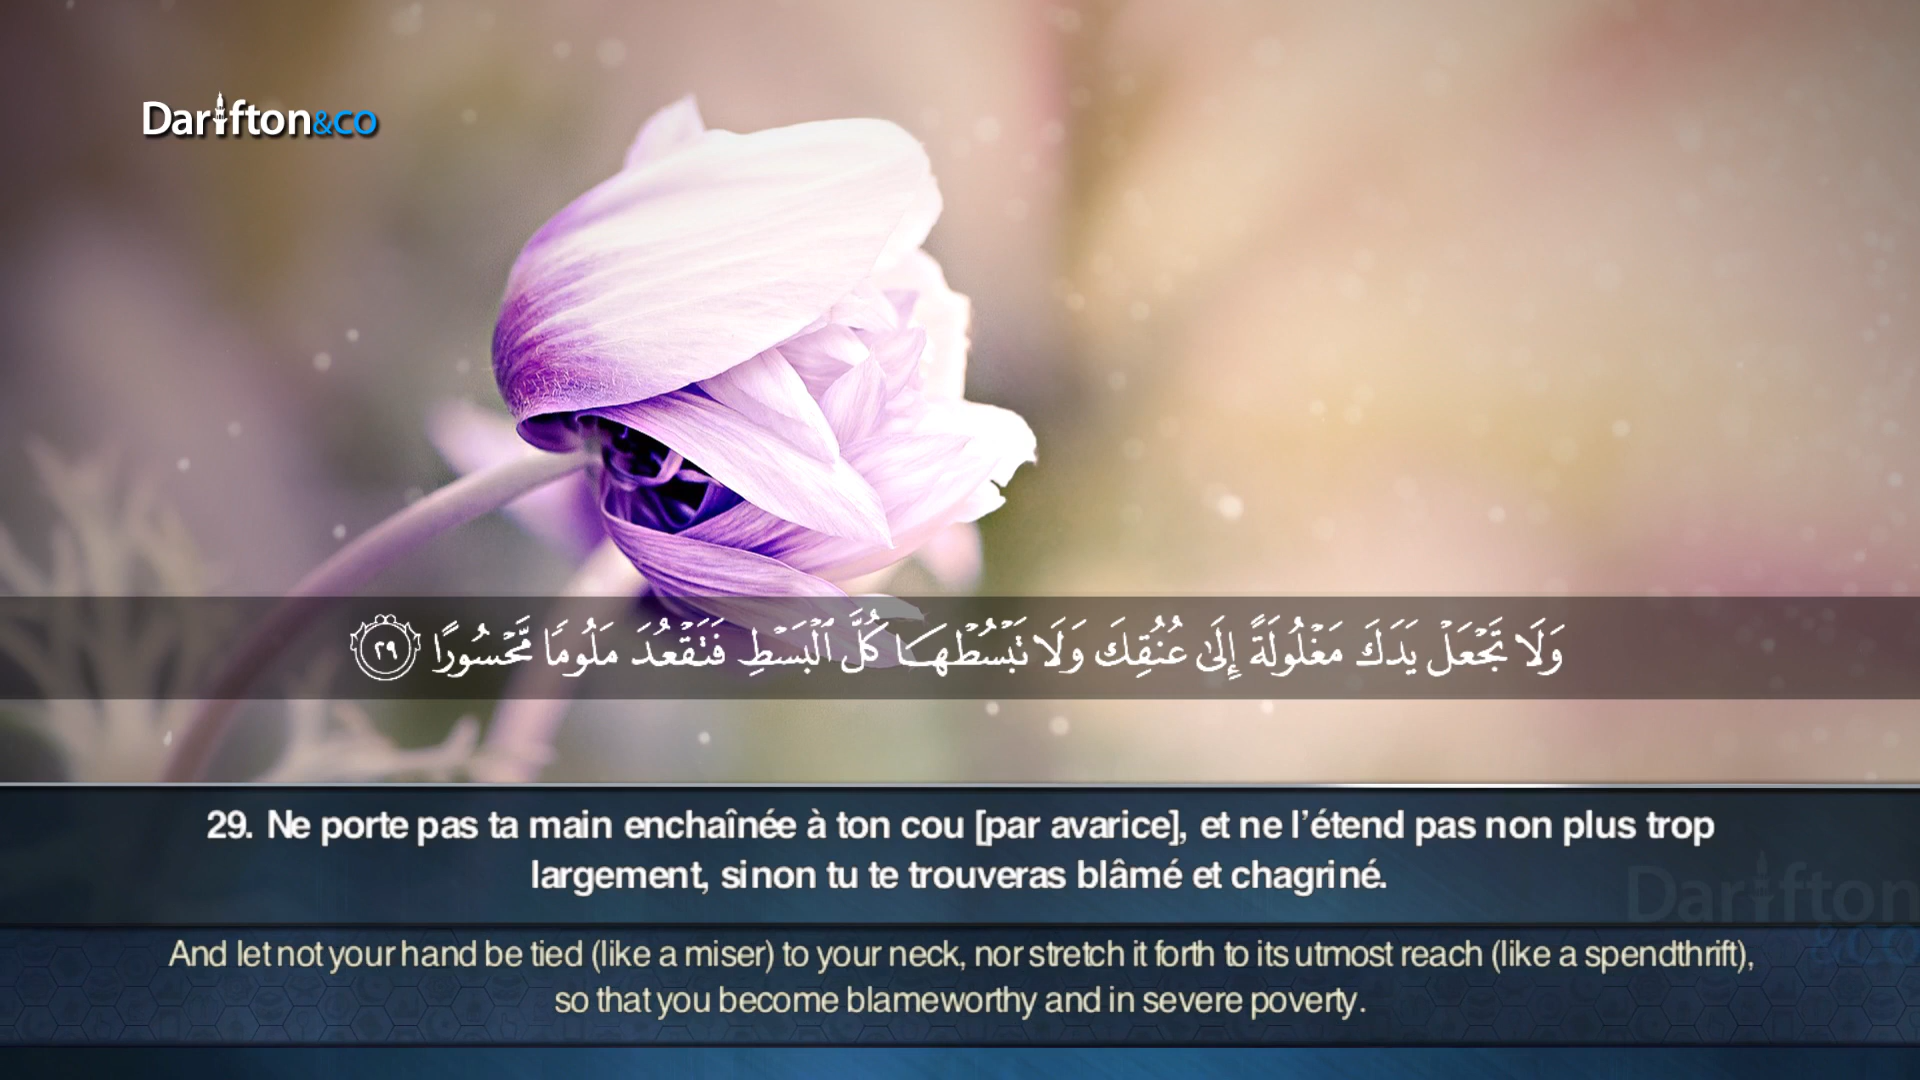 Darifton&co
وَلَا تَجْعَلْ يَدَكَ مَغْلُولَةً إِلَىٰ عُنُقِكَ وَلَا تَبْسُطْهَا كُلَّ ٱلْبَسْطِ فَتَقْعُدَ مَلُومًا مَّحْسُورًا ٢٩
29. Ne porte pas ta main enchaînée à ton cou [par avarice], et ne l’étend pas non plus trop
largement, sinon tu te trouveras blâmé et chagriné.
Darifton
&co
And let not your hand be tied (like a miser) to your neck, nor stretch it forth to its utmost reach (like a spendthrift),
so that you become blameworthy and in severe poverty.